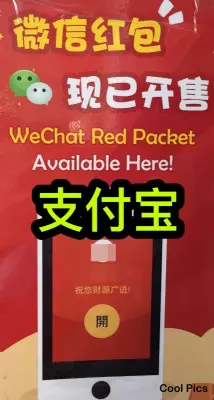 微信红包
现已开售
WeChat Red Packet
Available Here!
支付宝
祝您财源广进!
開
Cool Pics